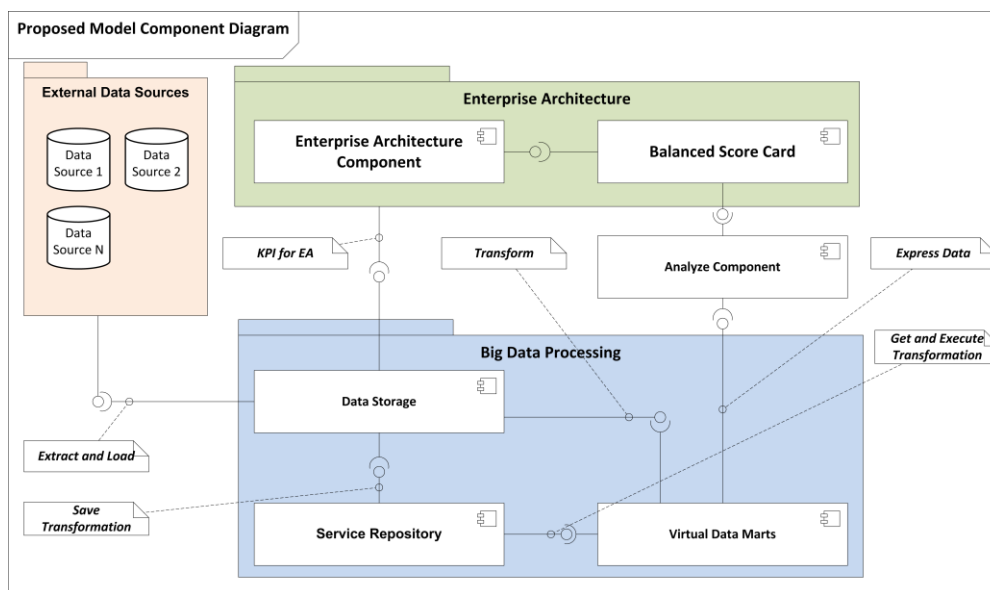 Proposed Model Component Diagram
External Data Sources
Data
Source 1
Data
Source 2
Data
Source N
Enterprise Architecture
Enterprise Architecture
Component
Balanced Score Card
KPI for EA
Transform
Analyze Component
Express Data
Get and Execute
Transformation
Big Data Processing
Data Storage
Extract and Load
Save
Transformation
Service Repository
Virtual Data Marts